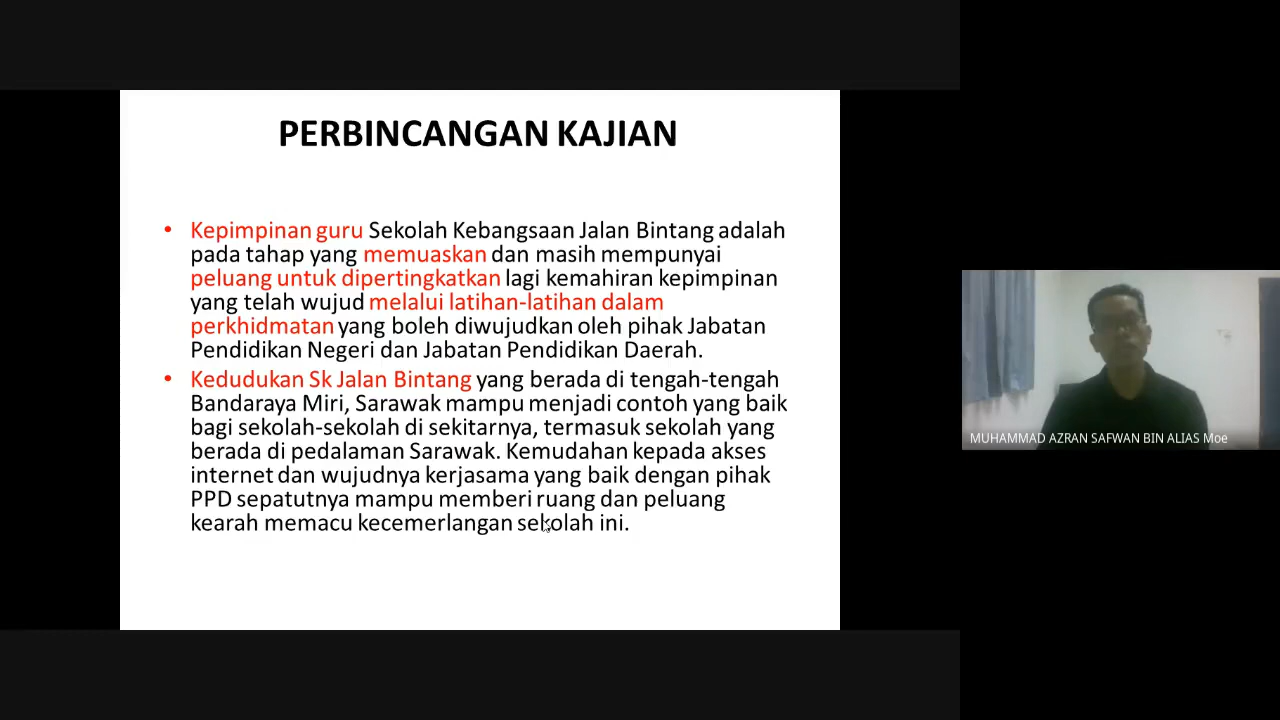 PERBINCANGAN KAJIAN
• Kepimpinan guru Sekolah Kebangsaan Jalan Bintang adalah
pada tahap yang memuaskan dan masih mempunyai
peluang untuk dipertingkatkan lagi kemahiran kepimpinan
yang telah wujud melalui latihan-latihan dalam
perkhidmatan yang boleh diwujudkan oleh pihak Jabatan
Pendidikan Negeri dan Jabatan Pendidikan Daerah.
• Kedudukan Sk Jalan Bintang yang berada di tengah-tengah
Bandaraya Miri, Sarawak mampu menjadi contoh yang baik
bagi sekolah-sekolah di sekitarnya, termasuk sekolah yang
berada di pedalaman Sarawak. Kemudahan kepada akses
internet dan wujudnya kerjasama yang baik dengan pihak
PPD sepatutnya mampu memberi ruang dan peluang
kearah memacu kecemerlangan sekolah ini.
MUHAMMAD AZRAN SAFWAN BIN ALIAS Moe